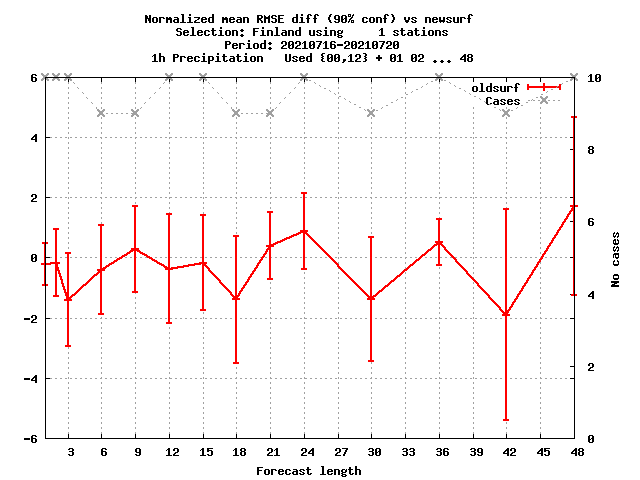 Normalized mean RMSE diff (90% conf) vs newsurf
Selection: Finland using     1 stations
Period: 20210716-20210720
1h Precipitation   Used {00,12} + 01 02 ... 48
oldsurf
Cases
6
4
2
0
-2
-4
-6
10
8
6
4
2
0
No cases
3 6 9 12 15 18 21 24 27 30 33 36 39 42 45 48
Forecast length